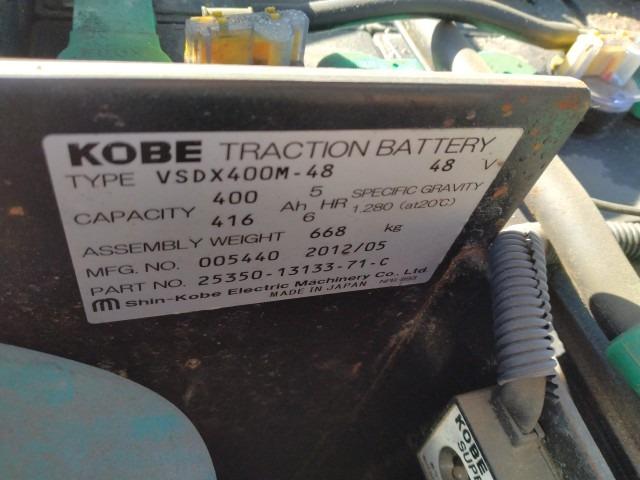 KOBE TRACTION BATTERY
TYPE VSDX400M-48 48 V
CAPACITY 400 Ah 5 HR SPECIFIC GRAVITY
416 6 1.280 (at20℃)
ASSEMBLY WEIGHT 668 kg
MFG. NO. 005440 2012/05
PART NO. 25350-13133-71-C
Shin-Kobe Electric Machinery Co. Ltd
MADE IN JAPAN
KOBE
SUPE